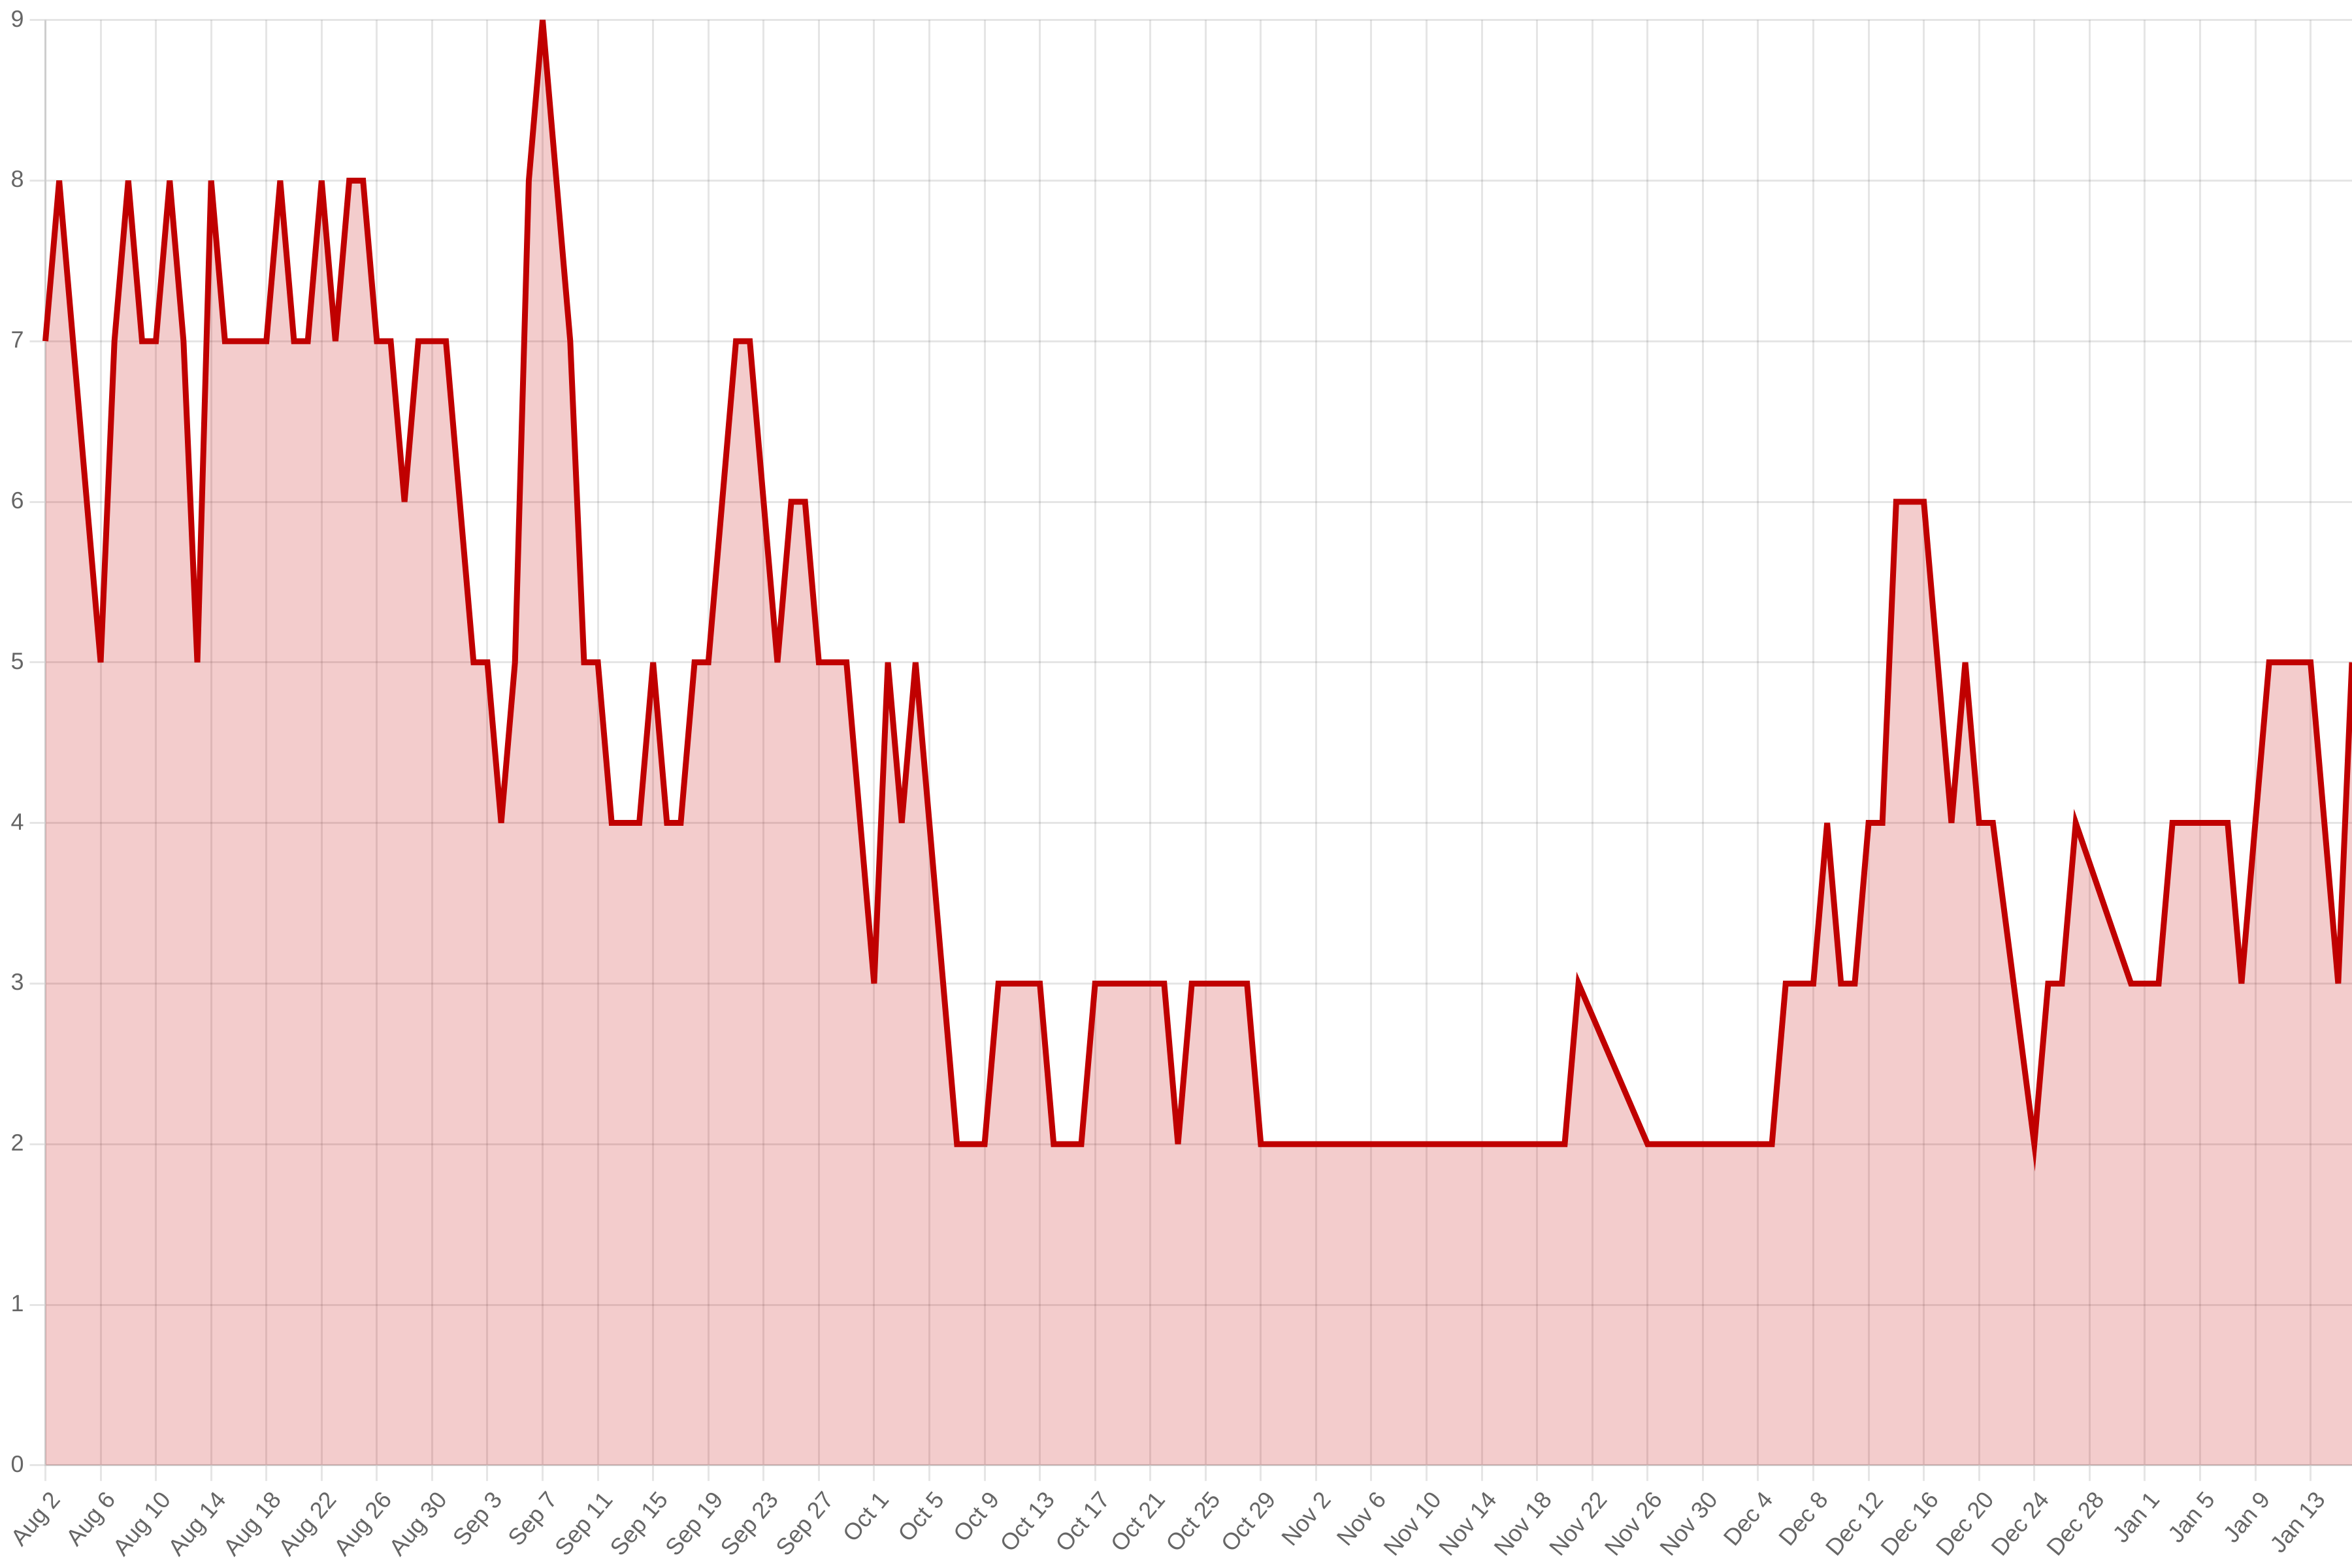 9
8
7
6
5
4
3
2
1
0
Aug 2
Aug 6
Aug 10
Aug 14
Aug 18
Aug 22
Aug 26
Aug 30
Sep 3
Sep 7
Sep 11
Sep 15
Sep 19
Sep 23
Sep 27
Oct 1
Oct 5
Oct 9
Oct 13
Oct 17
Oct 21
Oct 25
Oct 29
Nov 2
Nov 6
Nov 10
Nov 14
Nov 18
Nov 22
Nov 26
Nov 30
Dec 4
Dec 8
Dec 12
Dec 16
Dec 20
Dec 24
Dec 28
Jan 1
Jan 5
Jan 9
Jan 13